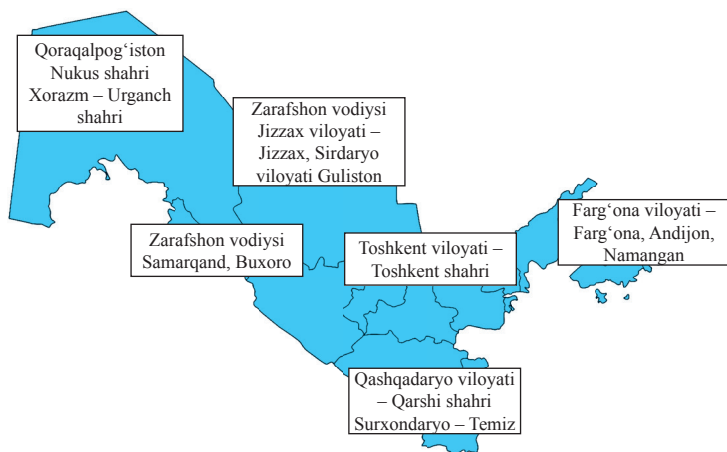 Qoraqalpog‘iston
Nukus shahri
Xorazm – Urganch
shahri
Zarafshon vodiysi
Jizzax viloyati –
Jizzax, Sirdaryo
viloyati Guliston
Zarafshon vodiysi
Samarqand, Buxoro
Toshkent viloyati –
Toshkent shahri
Farg‘ona viloyati –
Farg‘ona, Andijon,
Namangan
Qashqadaryo viloyati
– Qarshi shahri
Surxondaryo – Temiz